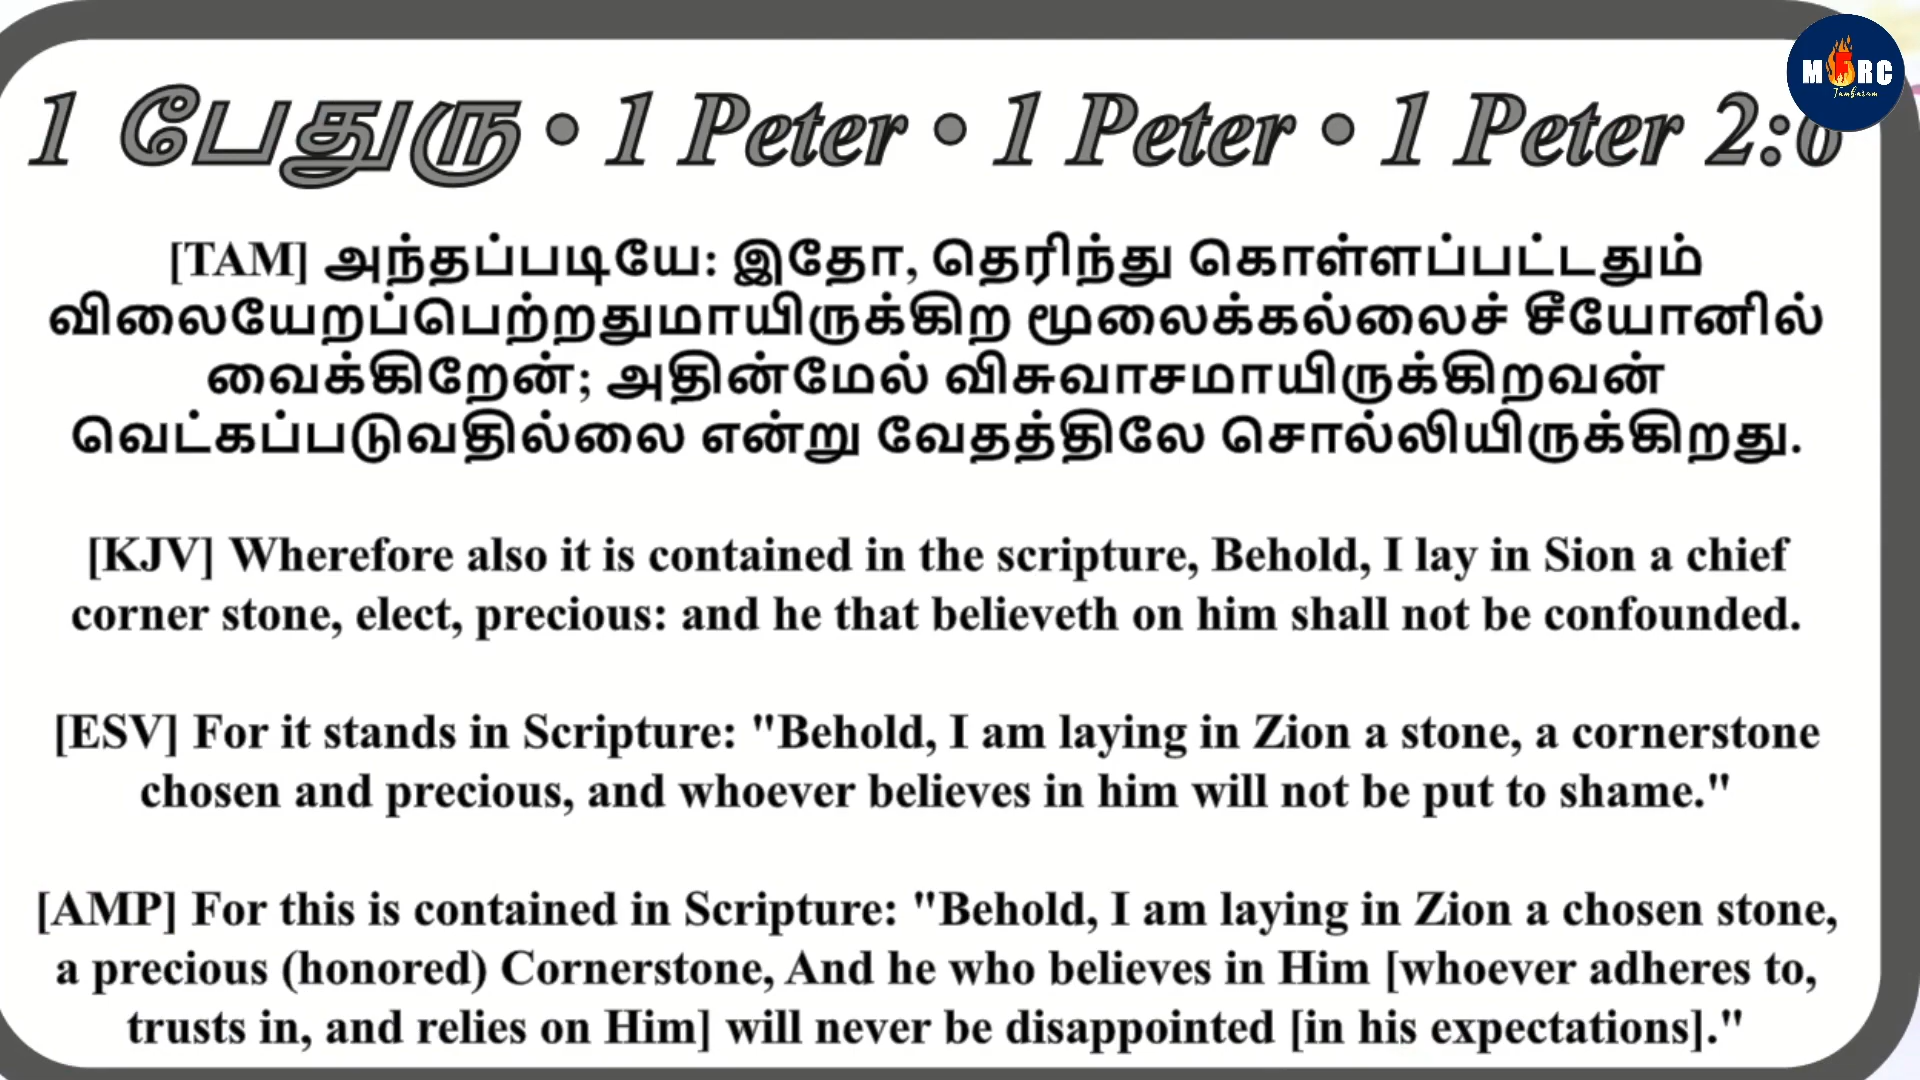 1 பேதுரு • 1 Peter • 1 Peter • 1 Peter 2:6
MFRC
Tambaram
[TAM] அந்தப்படியே: இதோ, தெரிந்து கொள்ளப்பட்டதும்
விலையேறப்பெற்றதுமாயிருக்கிற மூலைக்கல்லைச் சீயோனில்
வைக்கிறேன்; அதின்மேல் விசுவாசமாயிருக்கிறவன்
வெட்கப்படுவதில்லை என்று வேதத்திலே சொல்லியிருக்கிறது.
[KJV] Wherefore also it is contained in the scripture, Behold, I lay in Sion a chief
corner stone, elect, precious: and he that believeth on him shall not be confounded.
[ESV] For it stands in Scripture: "Behold, I am laying in Zion a stone, a cornerstone
chosen and precious, and whoever believes in him will not be put to shame."
[AMP] For this is contained in Scripture: "Behold, I am laying in Zion a chosen stone,
a precious (honored) Cornerstone, And he who believes in Him [whoever adheres to,
trusts in, and relies on Him] will never be disappointed [in his expectations]."